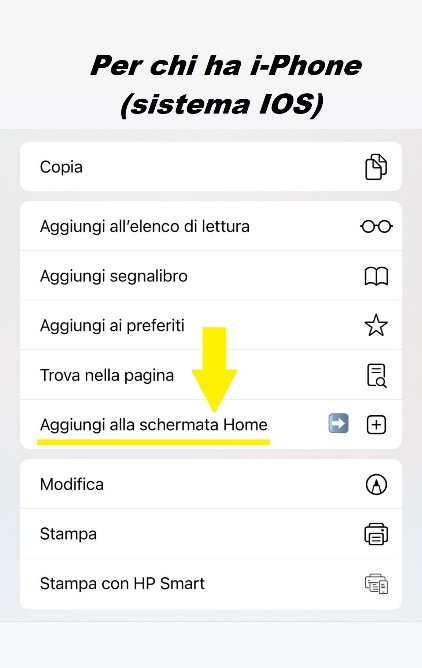 Per chi ha i-Phone
(sistema IOS)
Copia
Aggiungi all’elenco di lettura
Aggiungi segnalibro
Aggiungi ai preferiti
Trova nella pagina
Aggiungi alla schermata Home
Modifica
Stampa
Stampa con HP Smart